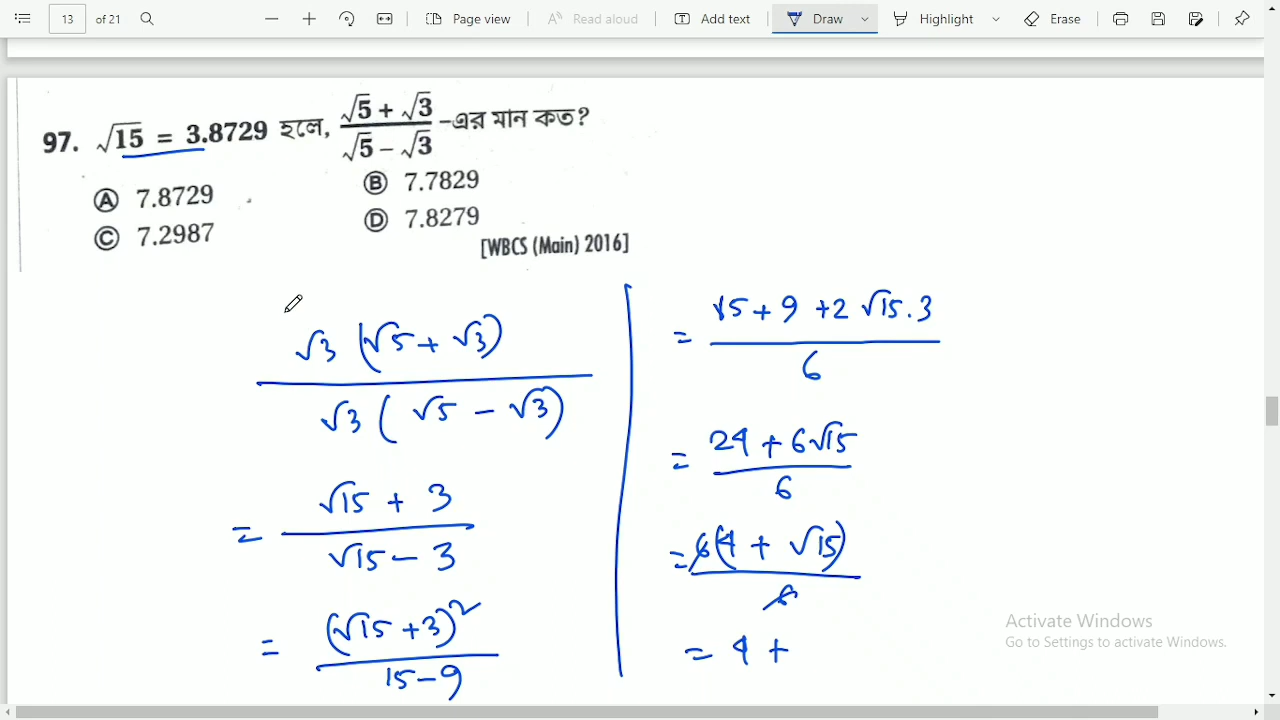 13 of 21 Page view Read aloud Add text Draw Highlight Erase
97. √15 = 3.8729 হলে, (√5 + √3)/(√5 − √3) -এর মান কত?
Ⓐ 7.8729 Ⓑ 7.7829
Ⓒ 7.2987 Ⓓ 7.8279
[WBCS (Main) 2016]
√3 (√5 + √3)
√3 ( √5 − √3)
= √15 + 3
√15 − 3
= (√15 + 3)²
15 − 9
= 15 + 9 + 2 √15 . 3
6
= 24 + 6√15
6
= 6(4 + √15)
6
= 4 +
Activate Windows
Go to Settings to activate Windows.